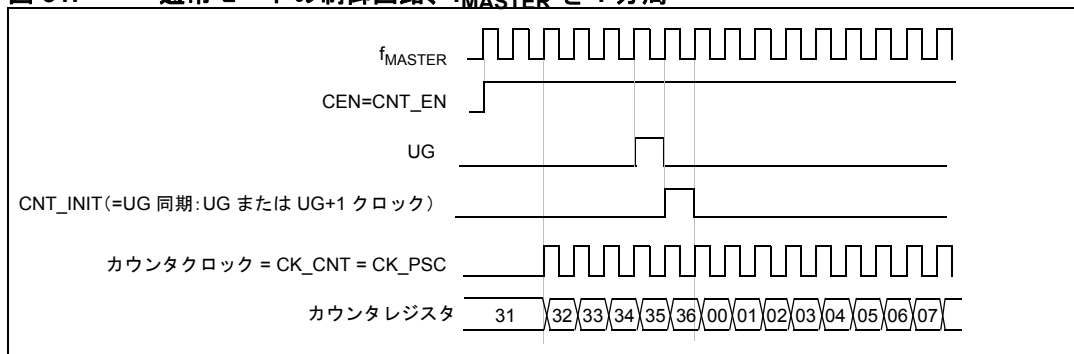 f_MASTER
CEN=CNT_EN
UG
CNT_INIT(=UG 同期：UG または UG+1 クロック）
カウンタクロック = CK_CNT = CK_PSC
カウンタレジスタ 31 32 33 34 35 36 00 01 02 03 04 05 06 07